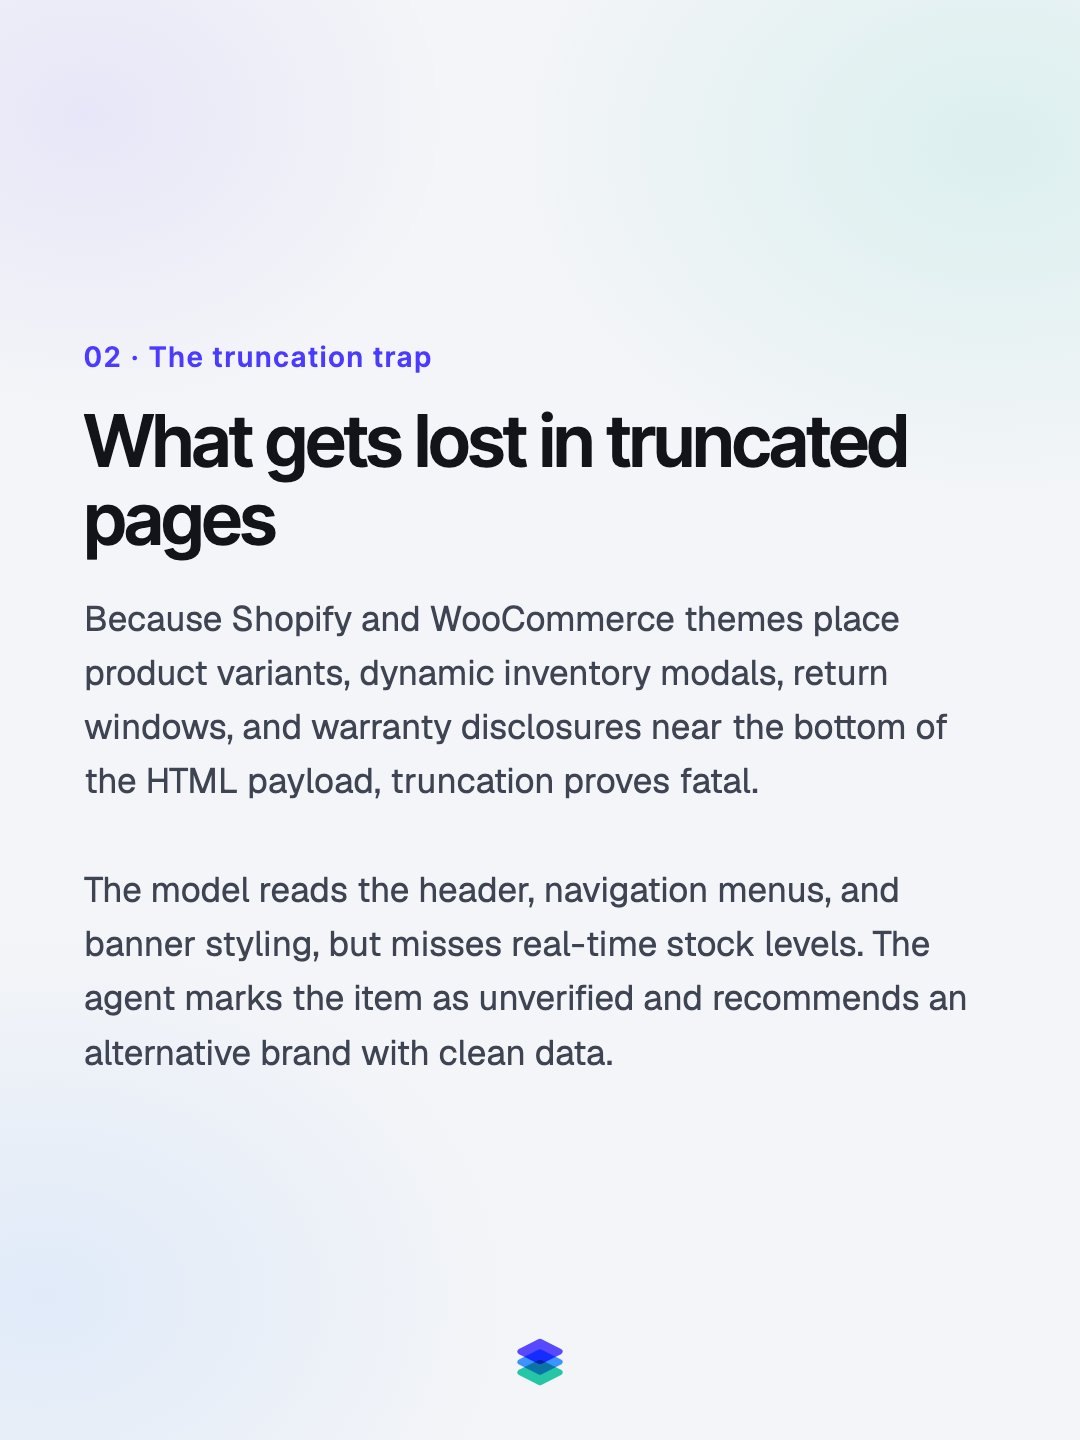 02 · The truncation trap
What gets lost in truncated
pages
Because Shopify and WooCommerce themes place
product variants, dynamic inventory modals, return
windows, and warranty disclosures near the bottom of
the HTML payload, truncation proves fatal.
The model reads the header, navigation menus, and
banner styling, but misses real-time stock levels. The
agent marks the item as unverified and recommends an
alternative brand with clean data.